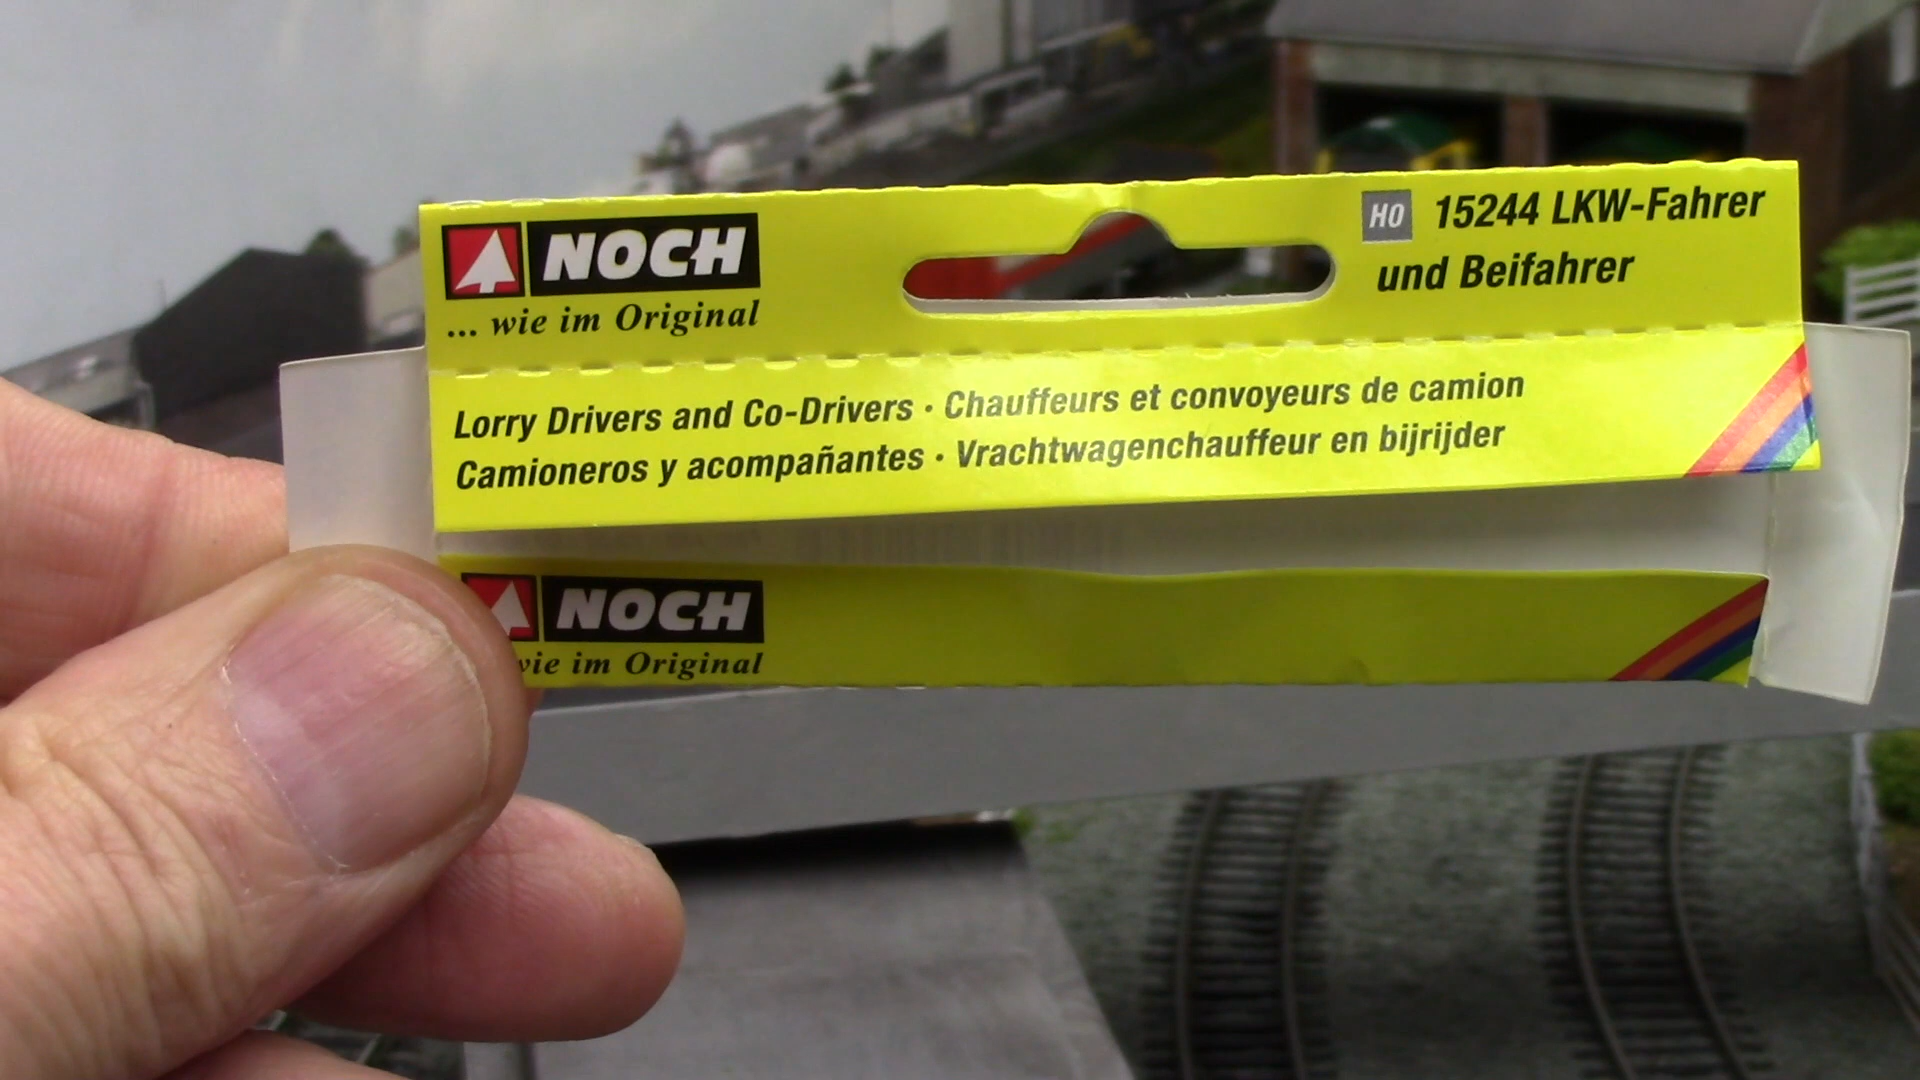 NOCH
... wie im Original
H0 15244 LKW-Fahrer
und Beifahrer
Lorry Drivers and Co-Drivers · Chauffeurs et convoyeurs de camion
Camioneros y acompañantes · Vrachtwagenchauffeur en bijrijder
NOCH
wie im Original